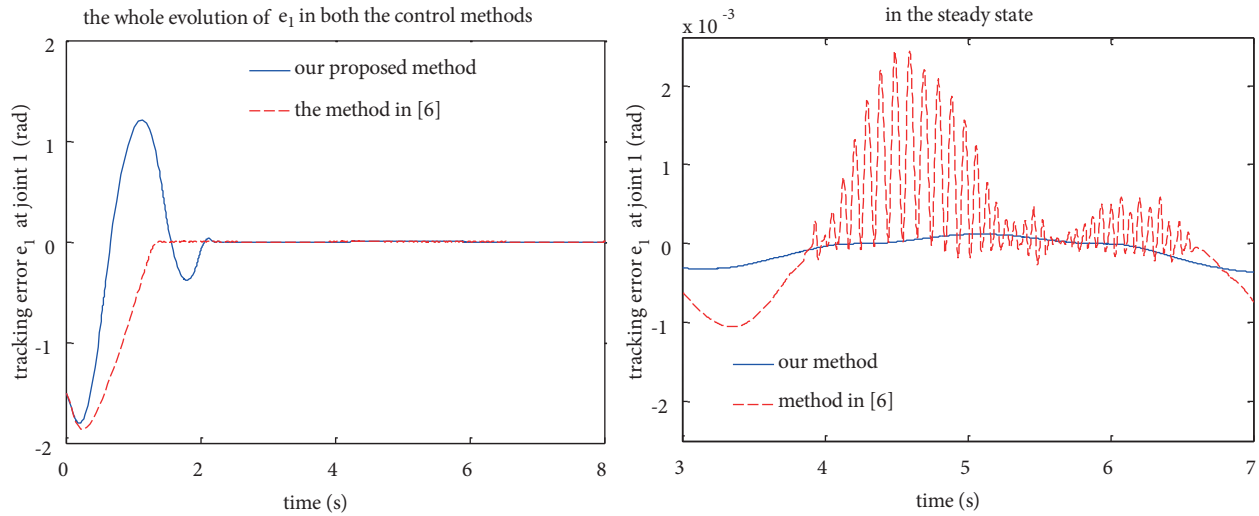 the whole evolution of e1 in both the control methods
2
1
0
-1
-2
0
2
4
6
8
tracking error e1 at joint 1 (rad)
time (s)
our proposed method
the method in [6]
in the steady state
x 10-3
2
1
0
-1
-2
3
4
5
6
7
tracking error e1 at joint 1 (rad)
time (s)
our method
method in [6]